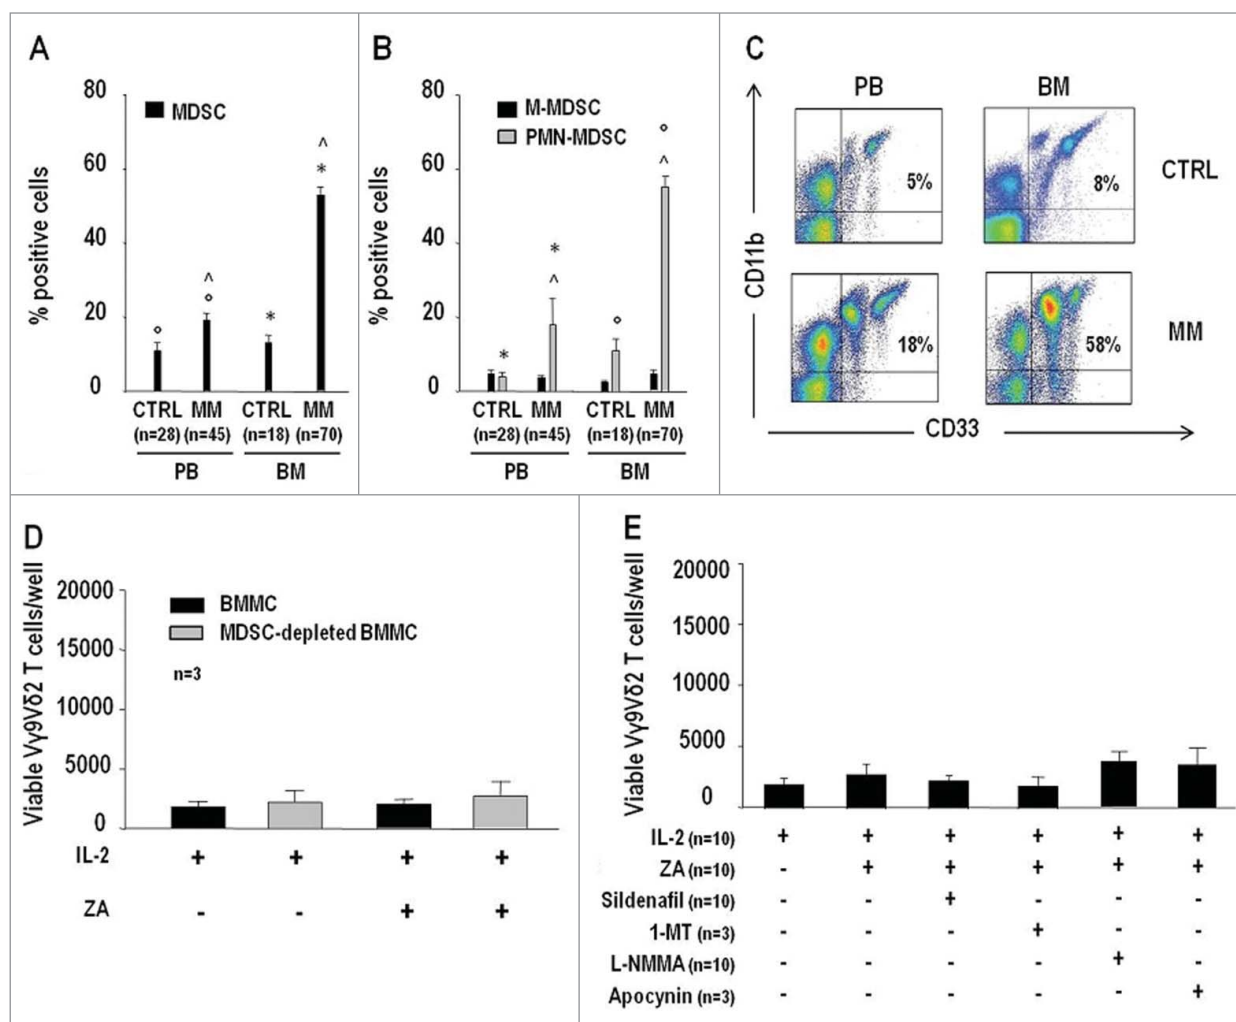 A
% positive cells
80
60
40
20
0
MDSC
°
^
°
*
^
*
CTRL MM CTRL MM
(n=28) (n=45) (n=18) (n=70)
PB BM
B
% positive cells
80
60
40
20
0
M-MDSC
PMN-MDSC
*
*
^
°
°
^
CTRL MM CTRL MM
(n=28) (n=45) (n=18) (n=70)
PB BM
C
PB BM
5% 8% CTRL
18% 58% MM
CD11b
CD33
D
Viable Vγ9Vδ2 T cells/well
20000
15000
10000
5000
0
BMMC
MDSC-depleted BMMC
n=3
IL-2 + + + +
ZA - - + +
E
Viable Vγ9Vδ2 T cells/well
20000
15000
10000
5000
0
IL-2 (n=10) + + + + + +
ZA (n=10) - + + + + +
Sildenafil (n=10) - - + - - -
1-MT (n=3) - - - + - -
L-NMMA (n=10) - - - - + -
Apocynin (n=3) - - - - - +